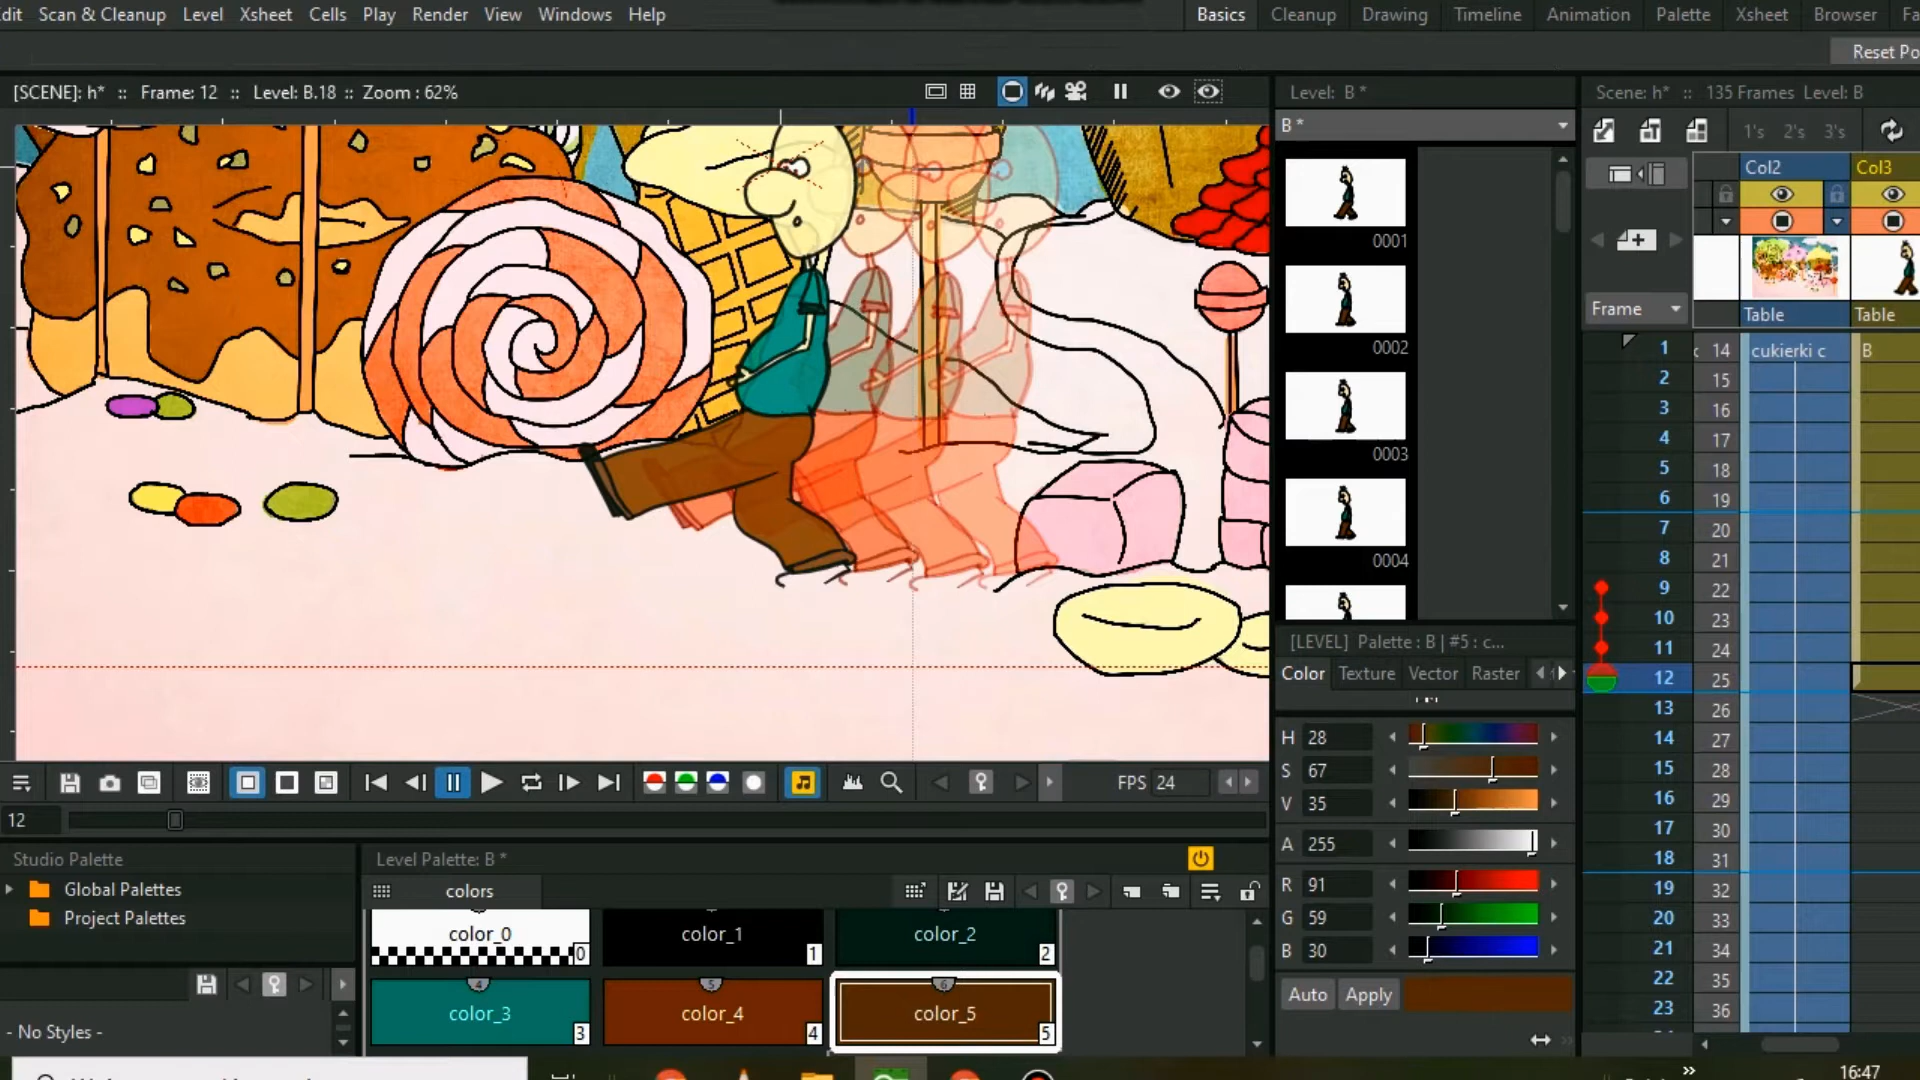 dit Scan & Cleanup Level Xsheet Cells Play Render View Windows Help
Basics Cleanup Drawing Timeline Animation Palette Xsheet Browser Fa
Reset Po
[SCENE]: h* :: Frame: 12 :: Level: B.18 :: Zoom : 62%
Level: B *
B *
0001
0002
0003
0004
[LEVEL] Palette : B | #5 : c...
Color Texture Vector Raster
H 28
S 67
V 35
A 255
R 91
G 59
B 30
Auto Apply
Scene: h* :: 135 Frames Level: B
1's 2's 3's
Col2 Col3
Frame
Table Table
1 14 cukierki c B
2 15
3 16
4 17
5 18
6 19
7 20
8 21
9 22
10 23
11 24
12 25
13 26
14 27
15 28
16 29
17 30
18 31
19 32
20 33
21 34
22 35
23 36
FPS 24
12
Studio Palette
Global Palettes
Project Palettes
- No Styles -
Level Palette: B *
colors
color_0 0
color_1 1
color_2 2
4 color_3 3
5 color_4 4
6 color_5 5
16:47